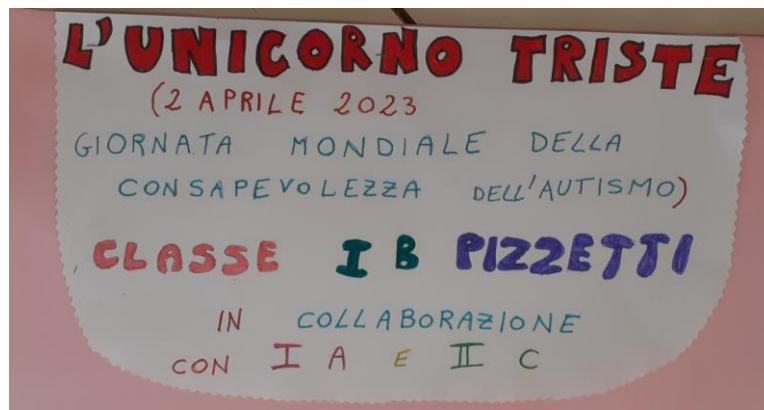 L'UNICORNO TRISTE
(2 APRILE 2023
GIORNATA MONDIALE DELLA
CONSAPEVOLEZZA DELL'AUTISMO)
CLASSE I B PIZZETTI
IN COLLABORAZIONE
CON I A E II C